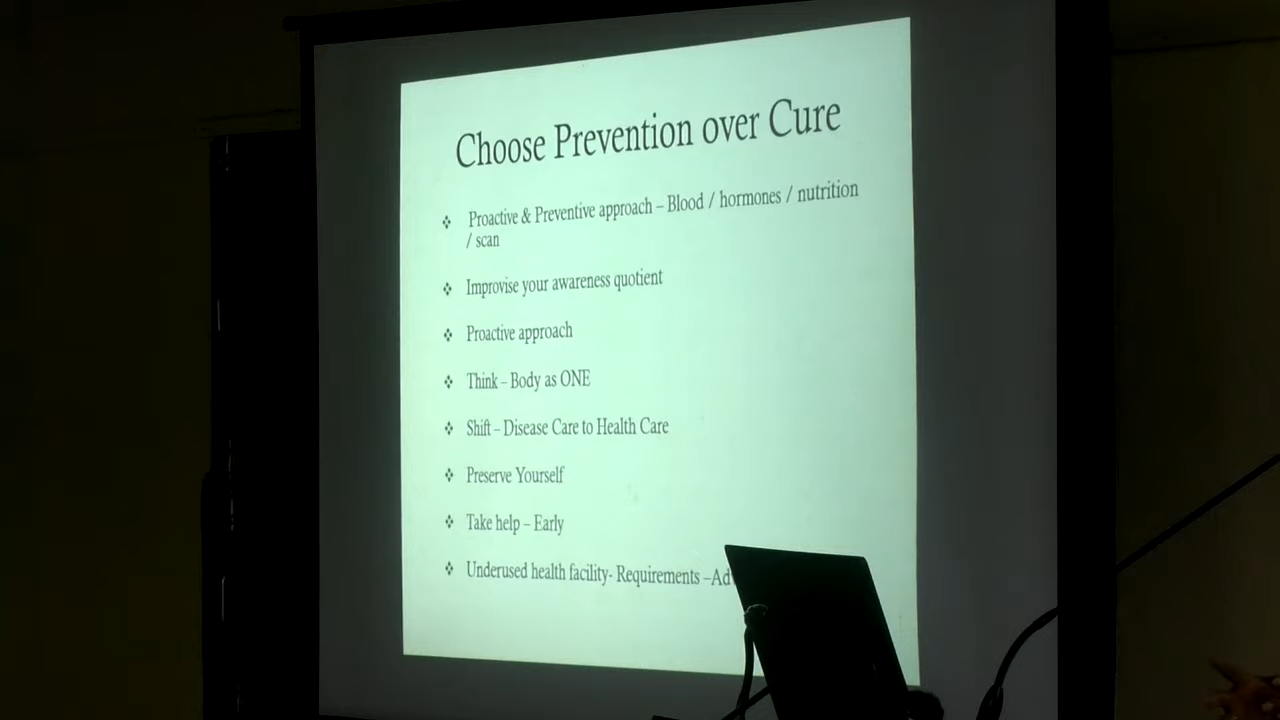 Choose Prevention over Cure
Proactive & Preventive approach – Blood / hormones / nutrition
/ scan
Improvise your awareness quotient
Proactive approach
Think – Body as ONE
Shift – Disease Care to Health Care
Preserve Yourself
Take help – Early
Underused health facility- Requirements –